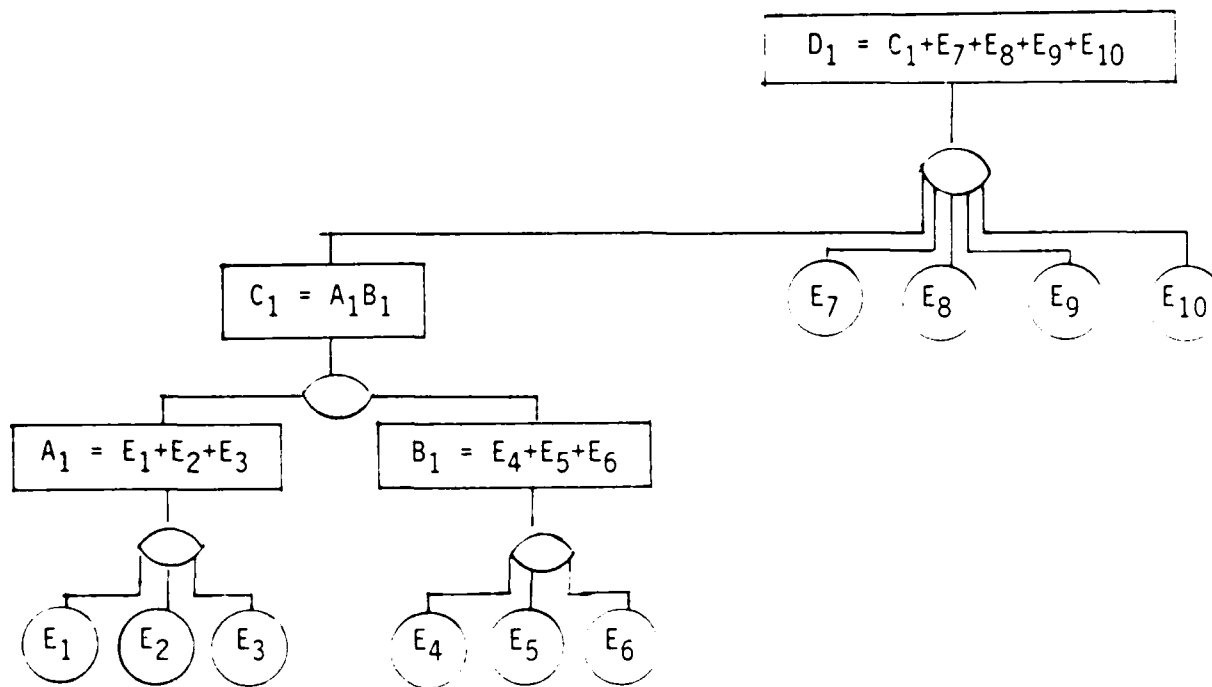 D₁ = C₁+E₇+E₈+E₉+E₁₀
E₇ E₈ E₉ E₁₀
C₁ = A₁B₁
A₁ = E₁+E₂+E₃ B₁ = E₄+E₅+E₆
E₁ E₂ E₃ E₄ E₅ E₆